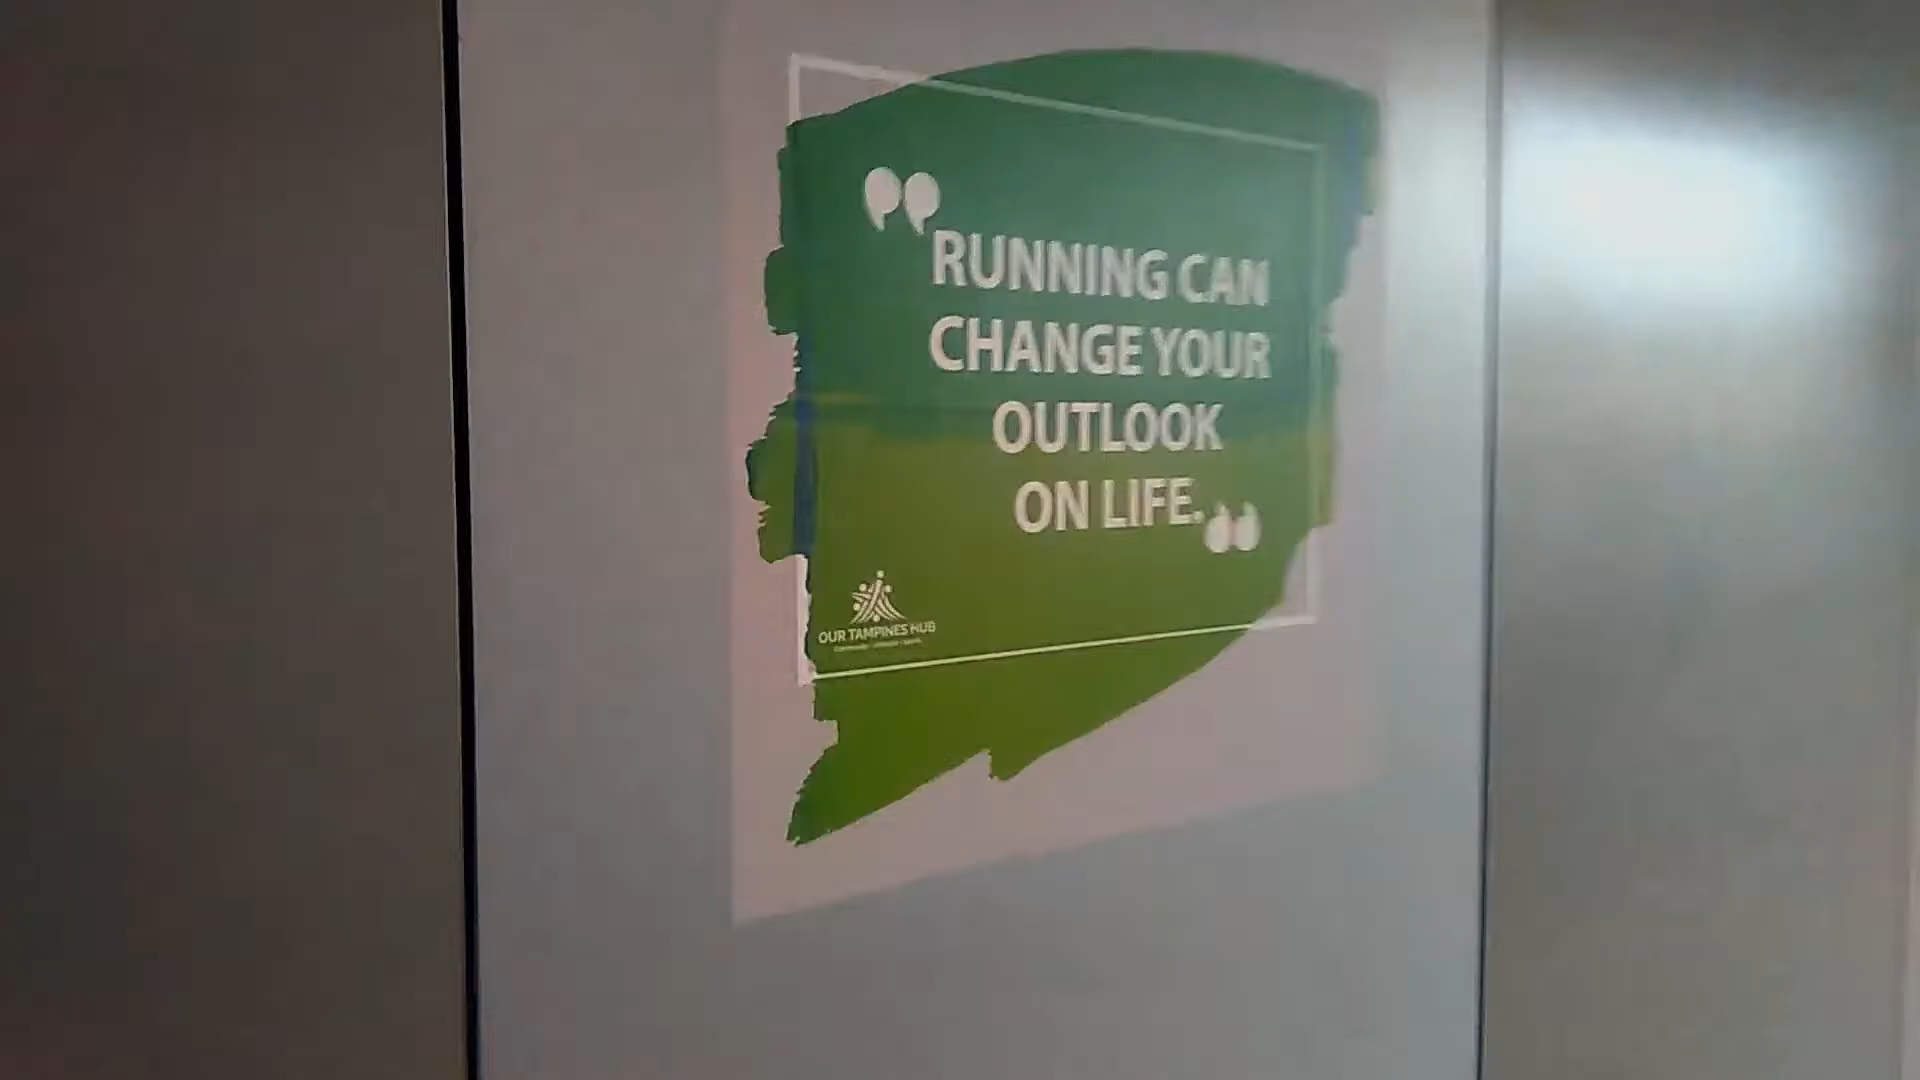 RUNNING CAN
CHANGE YOUR
OUTLOOK
ON LIFE.
OUR TAMPINES HUB